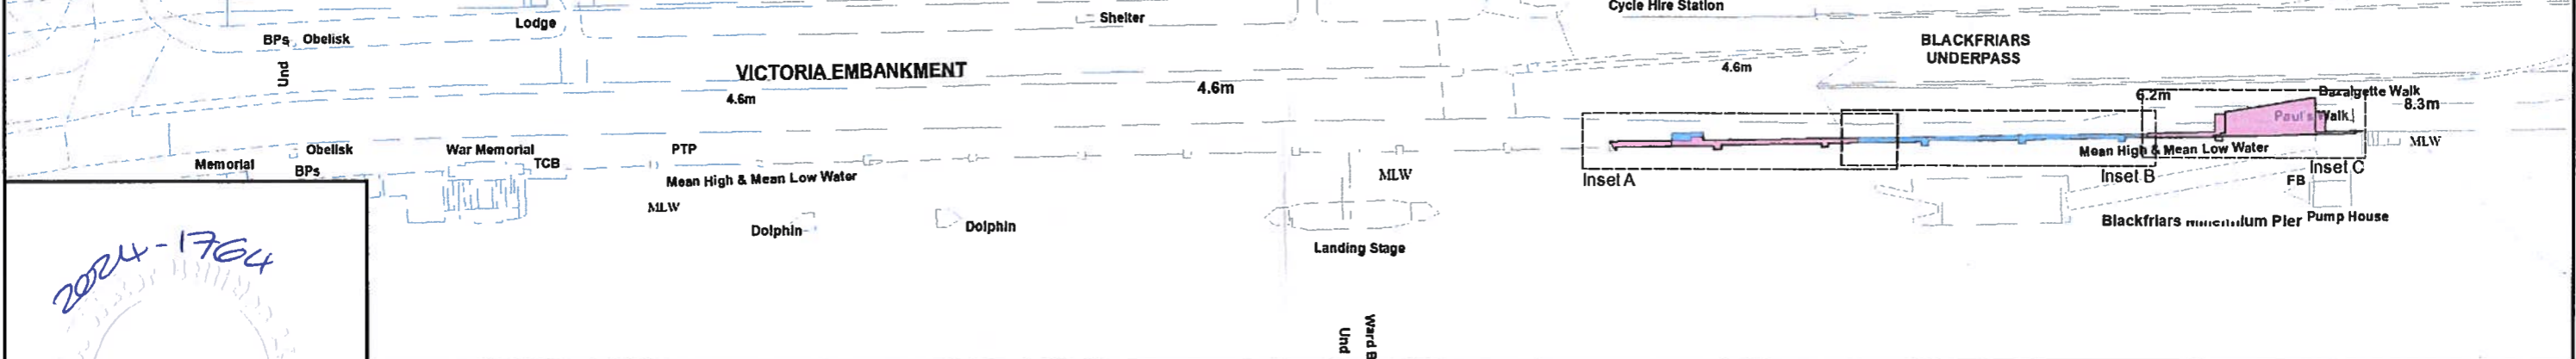 Lodge
Shelter
Cycle Hire Station
BPs
Obelisk
Und
VICTORIA EMBANKMENT
4.6m
4.6m
4.6m
BLACKFRIARS
UNDERPASS
6.2m
Bazalgette Walk
8.3m
Paul's Walk
MLW
Memorial
Obelisk
BPs
War Memorial
TCB
PTP
Mean High & Mean Low Water
MLW
MLW
Mean High & Mean Low Water
Inset A
Inset B
Inset C
FB
Dolphin
Dolphin
Landing Stage
Blackfriars Pier
Pump House
2024-1764
Und